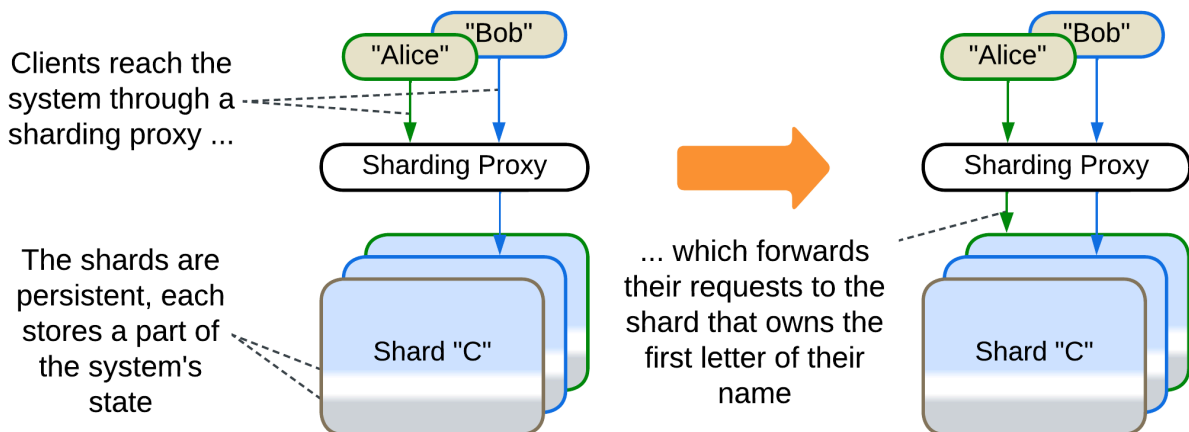 "Bob"
"Alice"
Clients reach the
system through a
sharding proxy ...
Sharding Proxy
The shards are
persistent, each
stores a part of
the system's
state
Shard "C"
"Bob"
"Alice"
Sharding Proxy
... which forwards
their requests to the
shard that owns the
first letter of their
name
Shard "C"